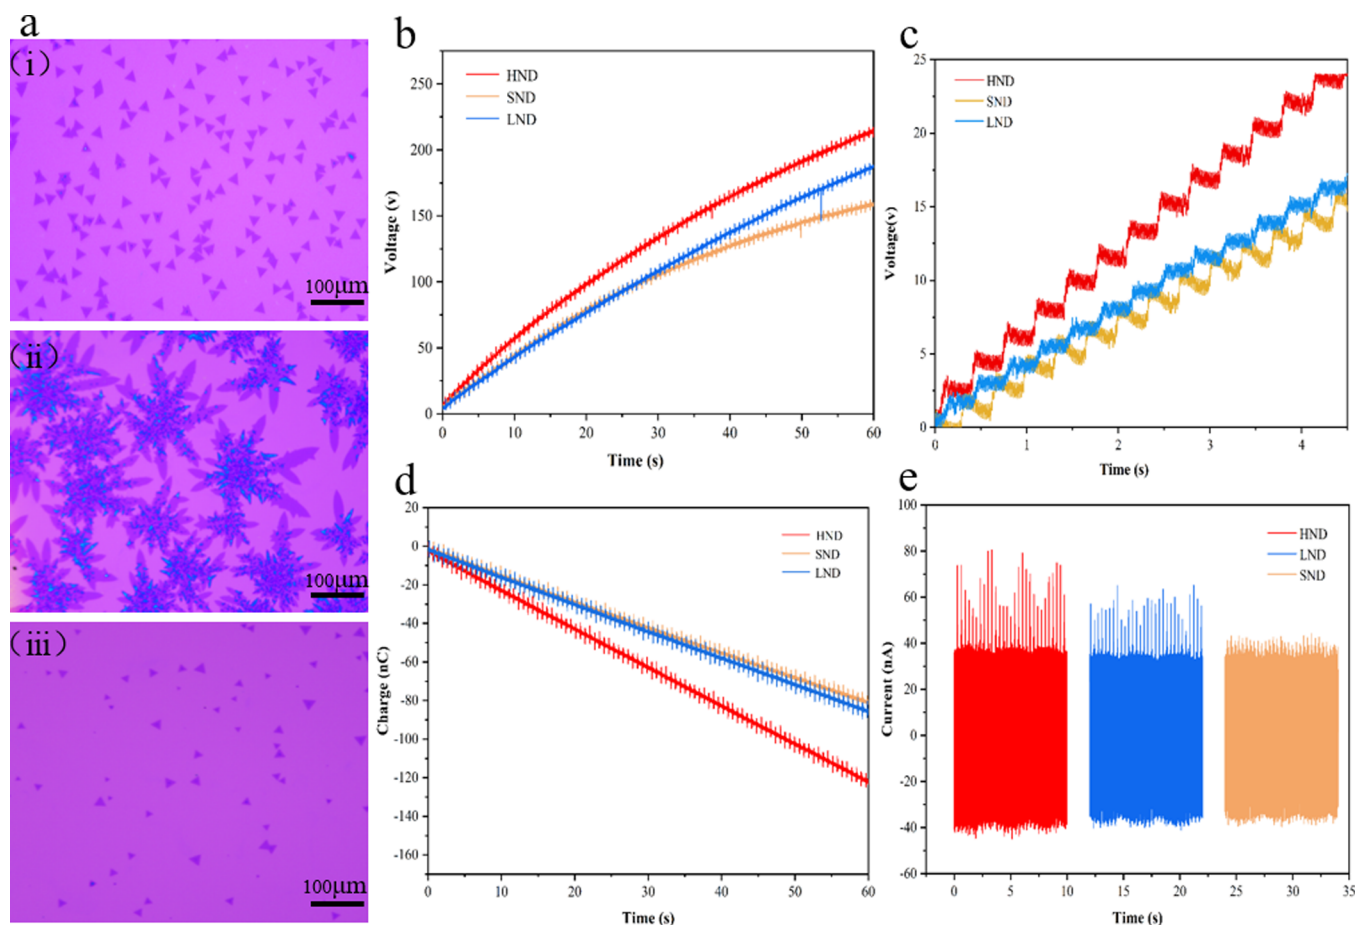 a
（i）
100μm
（ii）
100μm
（iii）
100μm
b
HND
SND
LND
Voltage (v)
250
200
150
100
50
0
0 10 20 30 40 50 60
Time (s)
c
HND
SND
LND
Voltage(v)
25
20
15
10
5
0
0 1 2 3 4
Time (s)
d
HND
SND
LND
Charge (nC)
20
0
-20
-40
-60
-80
-100
-120
-140
-160
-170
0 10 20 30 40 50 60
Time (s)
e
HND
LND
SND
Current (nA)
100
80
60
40
20
0
-20
-40
-60
0 5 10 15 20 25 30 35
Time (s)